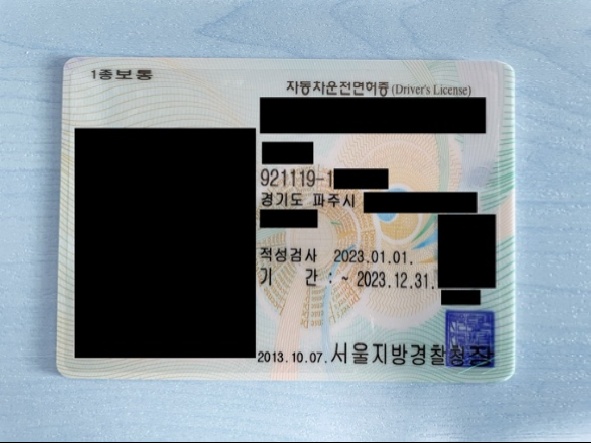 1종보통
자동차운전면허증(Driver's License)
921119-1
경기도 파주시
적성검사 2023.01.01.
기 간 : ~ 2023.12.31.
2013.10.07. 서울지방경찰청장